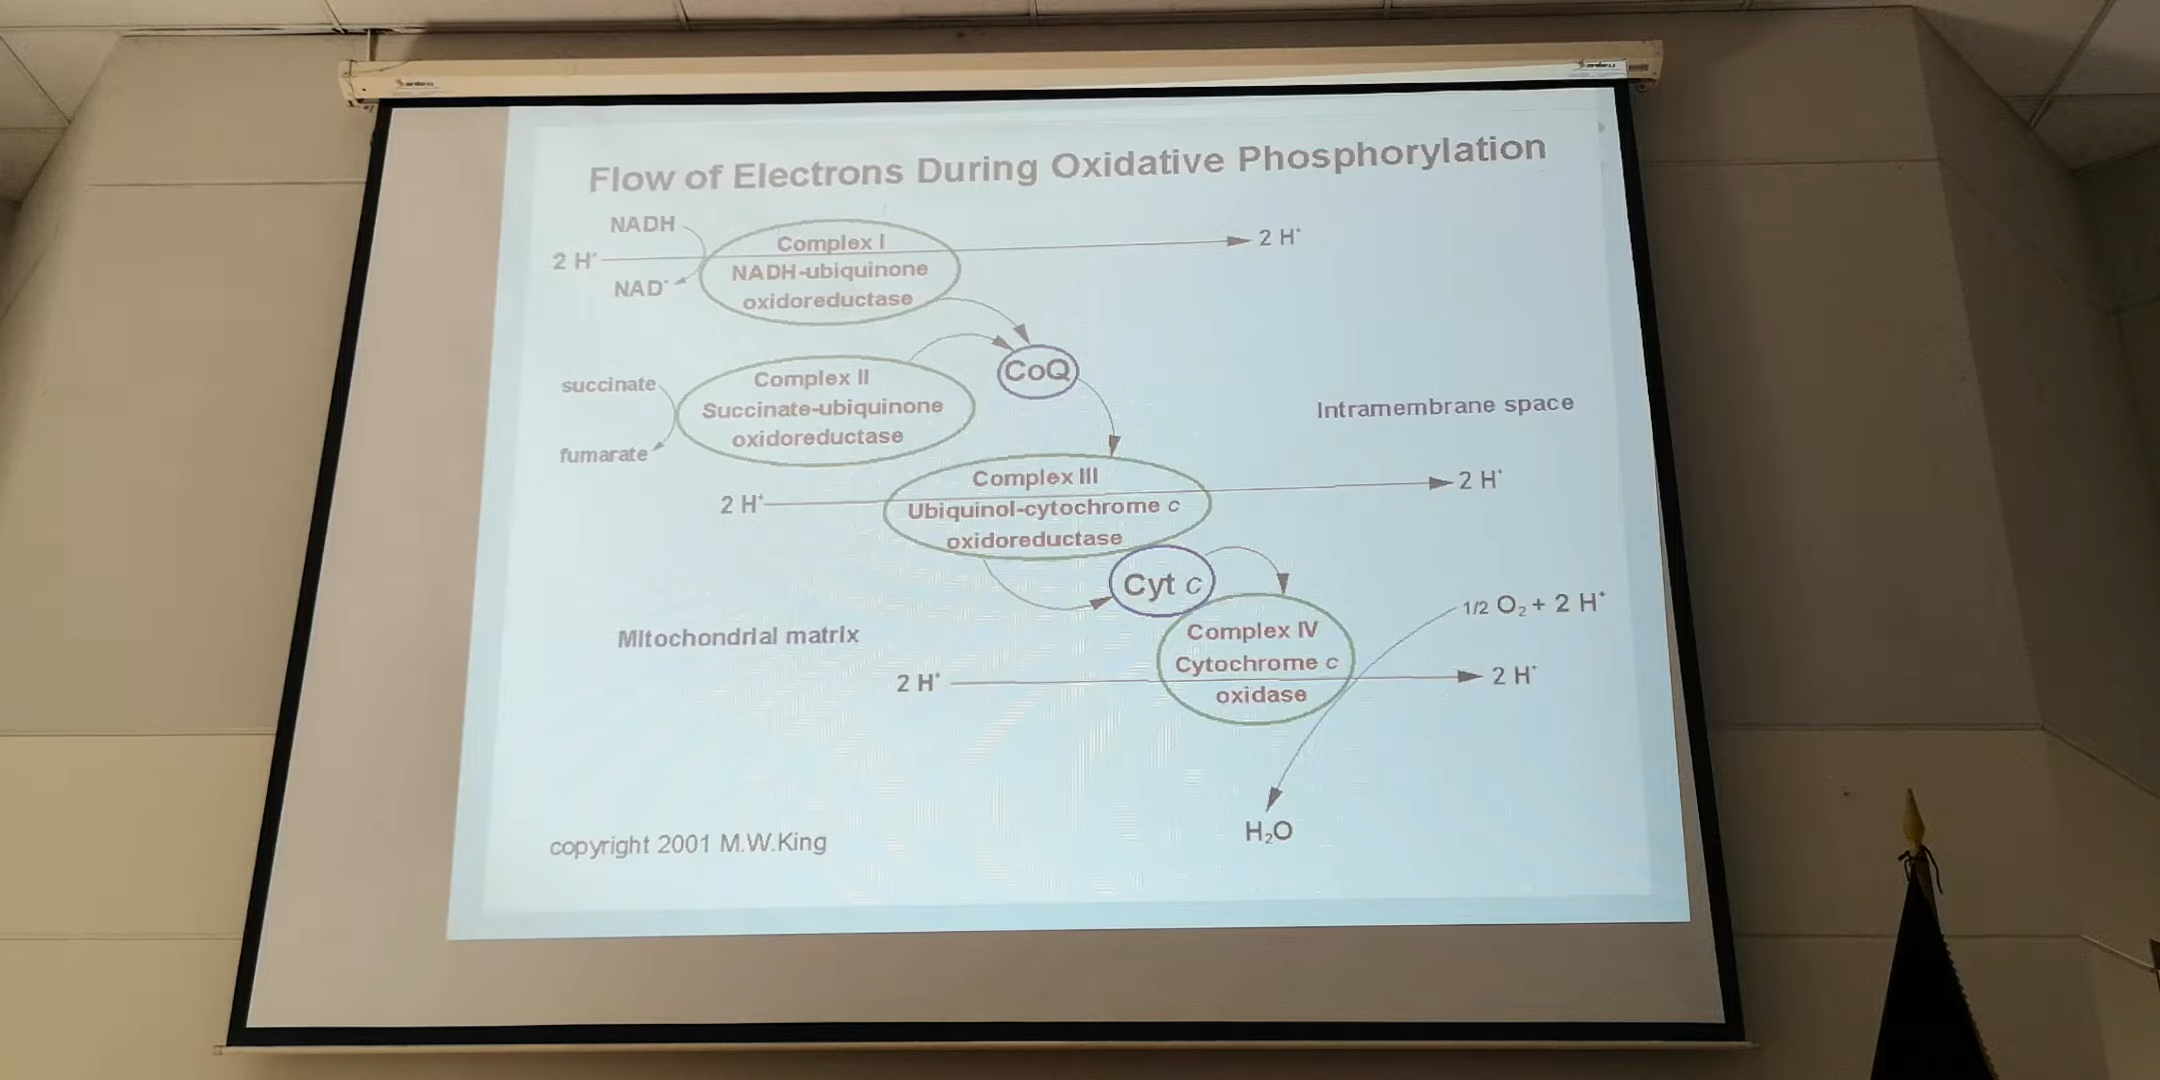 Flow of Electrons During Oxidative Phosphorylation
NADH
2 H⁺
NAD⁺
Complex I
NADH-ubiquinone
oxidoreductase
2 H⁺
CoQ
succinate
fumarate
Complex II
Succinate-ubiquinone
oxidoreductase
Intramembrane space
2 H⁺
Complex III
Ubiquinol-cytochrome c
oxidoreductase
2 H⁺
Cyt c
1/2 O₂ + 2 H⁺
Mitochondrial matrix
2 H⁺
Complex IV
Cytochrome c
oxidase
2 H⁺
H₂O
copyright 2001 M.W.King